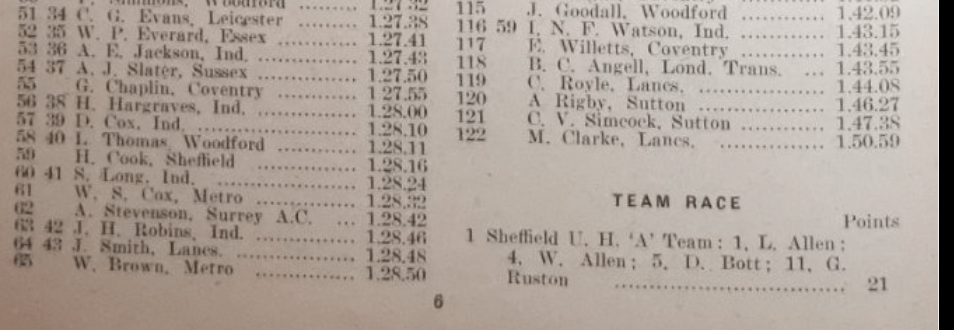 Simmons, Woodford ............ 1.27.32
51 34 C. G. Evans, Leicester ............ 1.27.38
52 35 W. P. Everard, Essex ............ 1.27.41
53 36 A. E. Jackson, Ind. ............ 1.27.43
54 37 A. J. Slater, Sussex ............ 1.27.50
55 G. Chaplin, Coventry ............ 1.27.55
56 38 H. Hargraves, Ind. ............ 1.28.00
57 39 D. Cox, Ind. ............ 1.28.10
58 40 L. Thomas, Woodford ............ 1.28.11
59 H. Cook, Sheffield ............ 1.28.16
60 41 S. Long, Ind. ............ 1.28.24
61 W. S. Cox, Metro ............ 1.28.32
62 A. Stevenson, Surrey A.C. ... 1.28.42
63 42 J. H. Robins, Ind. ............ 1.28.46
64 43 J. Smith, Lancs. ............ 1.28.48
65 W. Brown, Metro ............ 1.28.50
115 J. Goodall, Woodford ............ 1.42.09
116 59 I. N. F. Watson, Ind. ............ 1.43.15
117 E. Willetts, Coventry ............ 1.43.45
118 B. C. Angell, Lond. Trans. ... 1.43.55
119 C. Royle, Lancs. ............ 1.44.08
120 A. Rigby, Sutton ............ 1.46.27
121 C. V. Simcock, Sutton ............ 1.47.38
122 M. Clarke, Lancs. ............ 1.50.59
TEAM RACE
Points
1 Sheffield U. H. 'A' Team: 1, L. Allen;
4, W. Allen; 5, D. Bott; 11, G.
Ruston ............ 21
6